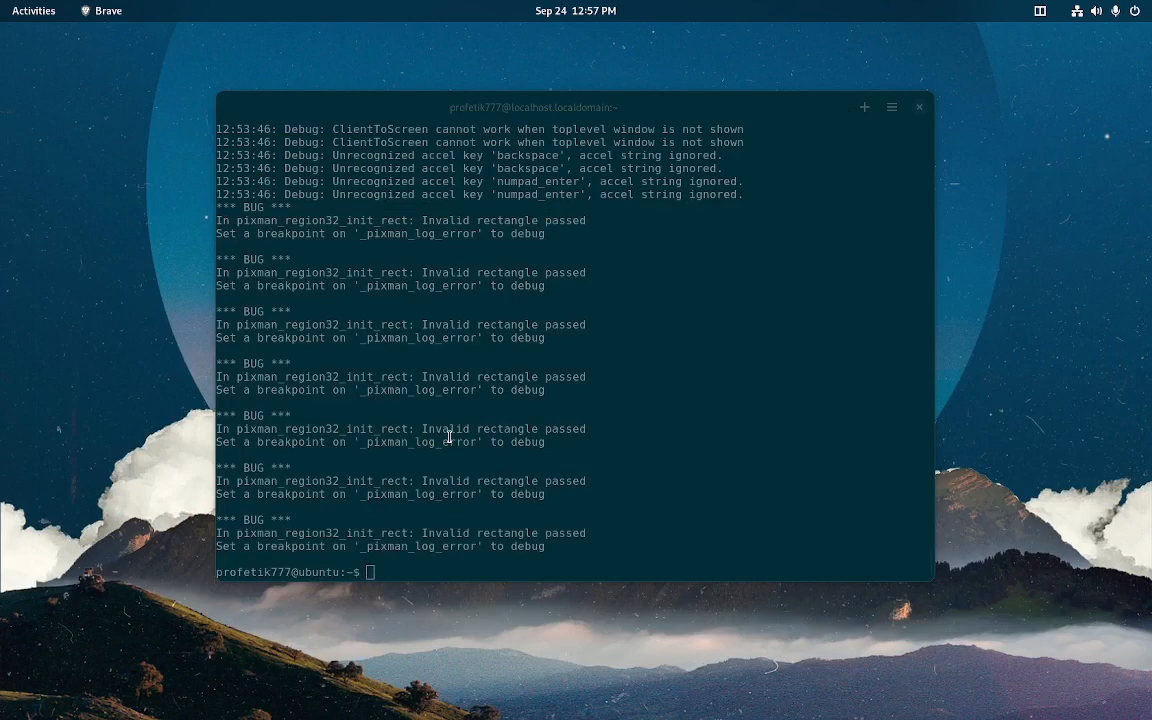 Activities
Brave
Sep 24 12:57 PM
profetik777@localhost.localdomain:~
12:53:46: Debug: ClientToScreen cannot work when toplevel window is not shown
12:53:46: Debug: ClientToScreen cannot work when toplevel window is not shown
12:53:46: Debug: Unrecognized accel key 'backspace', accel string ignored.
12:53:46: Debug: Unrecognized accel key 'backspace', accel string ignored.
12:53:46: Debug: Unrecognized accel key 'numpad_enter', accel string ignored.
12:53:46: Debug: Unrecognized accel key 'numpad_enter', accel string ignored.
*** BUG ***
In pixman_region32_init_rect: Invalid rectangle passed
Set a breakpoint on '_pixman_log_error' to debug
*** BUG ***
In pixman_region32_init_rect: Invalid rectangle passed
Set a breakpoint on '_pixman_log_error' to debug
*** BUG ***
In pixman_region32_init_rect: Invalid rectangle passed
Set a breakpoint on '_pixman_log_error' to debug
*** BUG ***
In pixman_region32_init_rect: Invalid rectangle passed
Set a breakpoint on '_pixman_log_error' to debug
*** BUG ***
In pixman_region32_init_rect: Invalid rectangle passed
Set a breakpoint on '_pixman_log_error' to debug
*** BUG ***
In pixman_region32_init_rect: Invalid rectangle passed
Set a breakpoint on '_pixman_log_error' to debug
*** BUG ***
In pixman_region32_init_rect: Invalid rectangle passed
Set a breakpoint on '_pixman_log_error' to debug
profetik777@ubuntu:~$